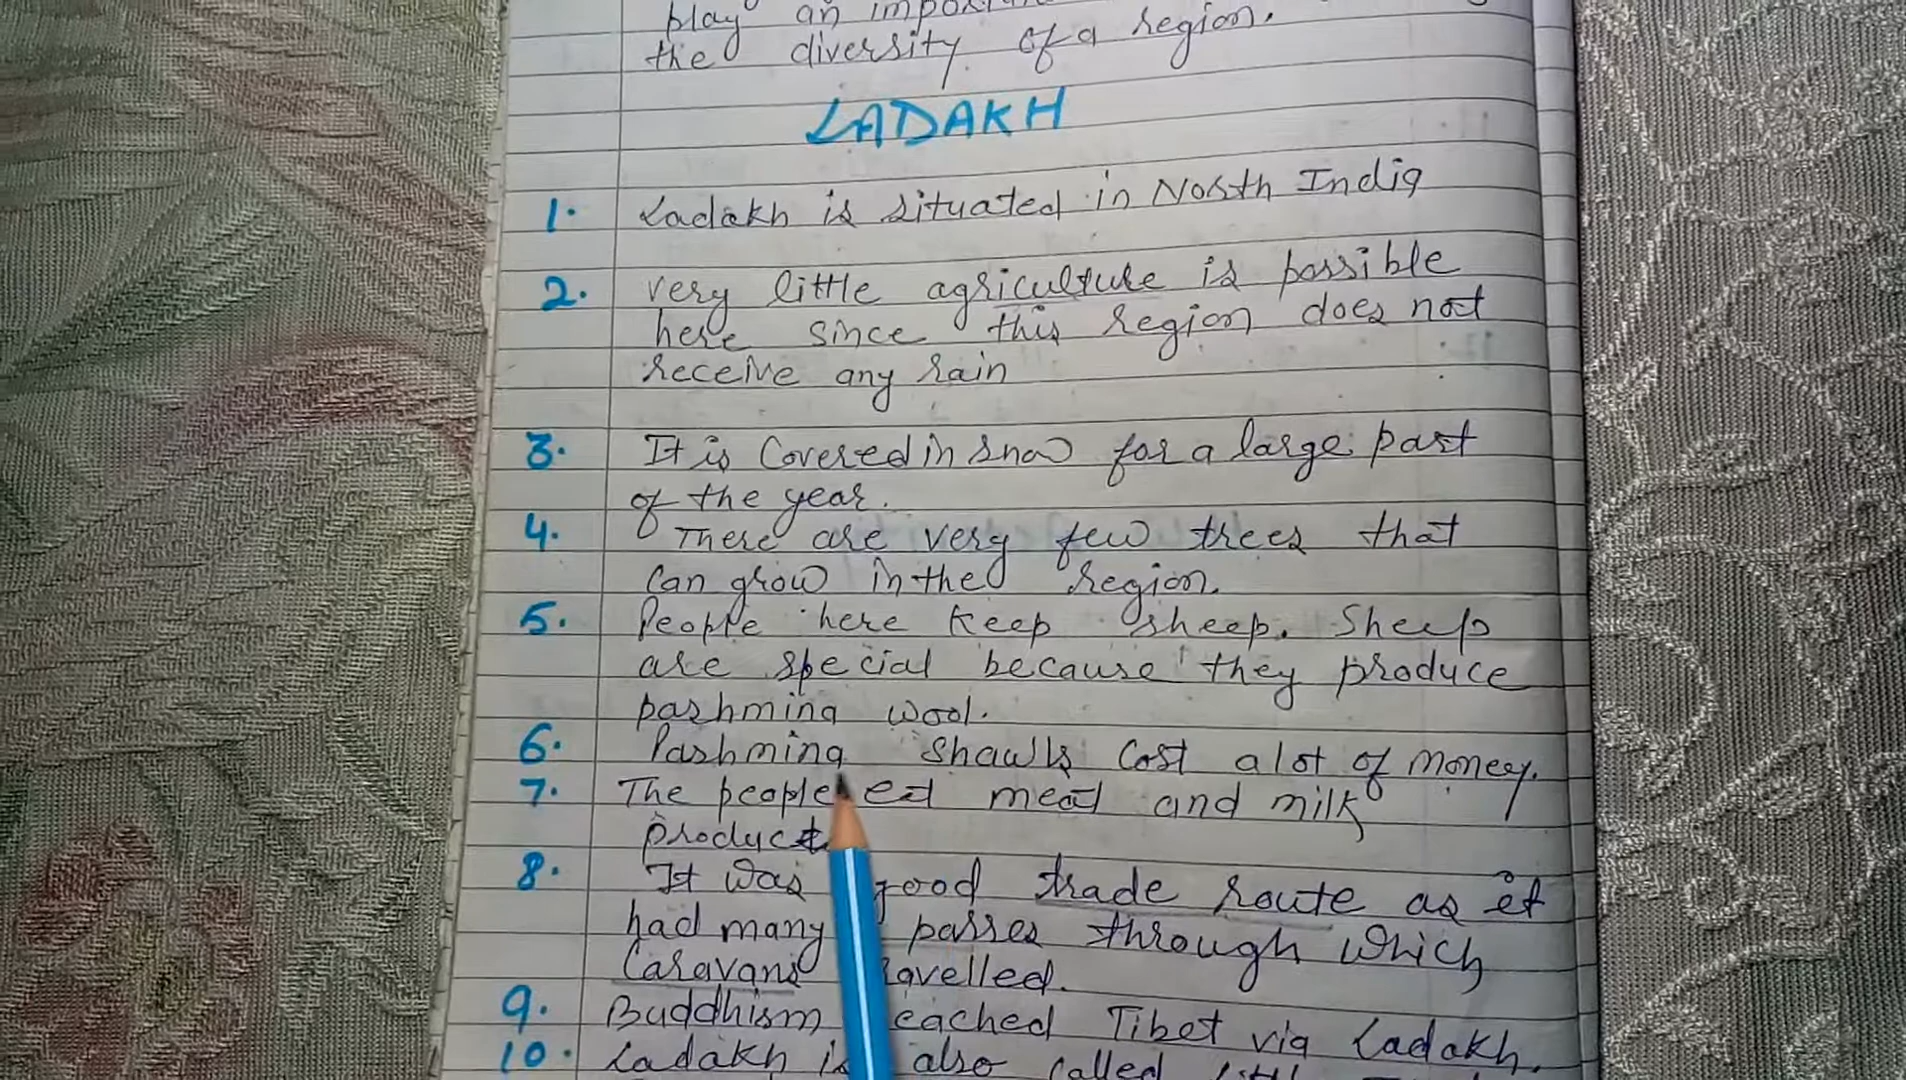 play an
the diversity of a region.
LADAKH
1. Ladakh is situated in North India
2. very little agriculture is possible
here since this region does not
receive any rain
3. It is Covered in snow for a large part
of the year.
4. There are very few trees that
can grow in the region.
5. People here keep sheep. Sheep
are special because they produce
pashmina wool.
6. Pashmina Shawls Cost a lot of money.
7. The people eat meat and milk
product
8. It was good trade route as it
had many passes through which
Caravans ravelled.
9. Buddhism eached Tibet via Ladakh.
10. Ladakh is also called